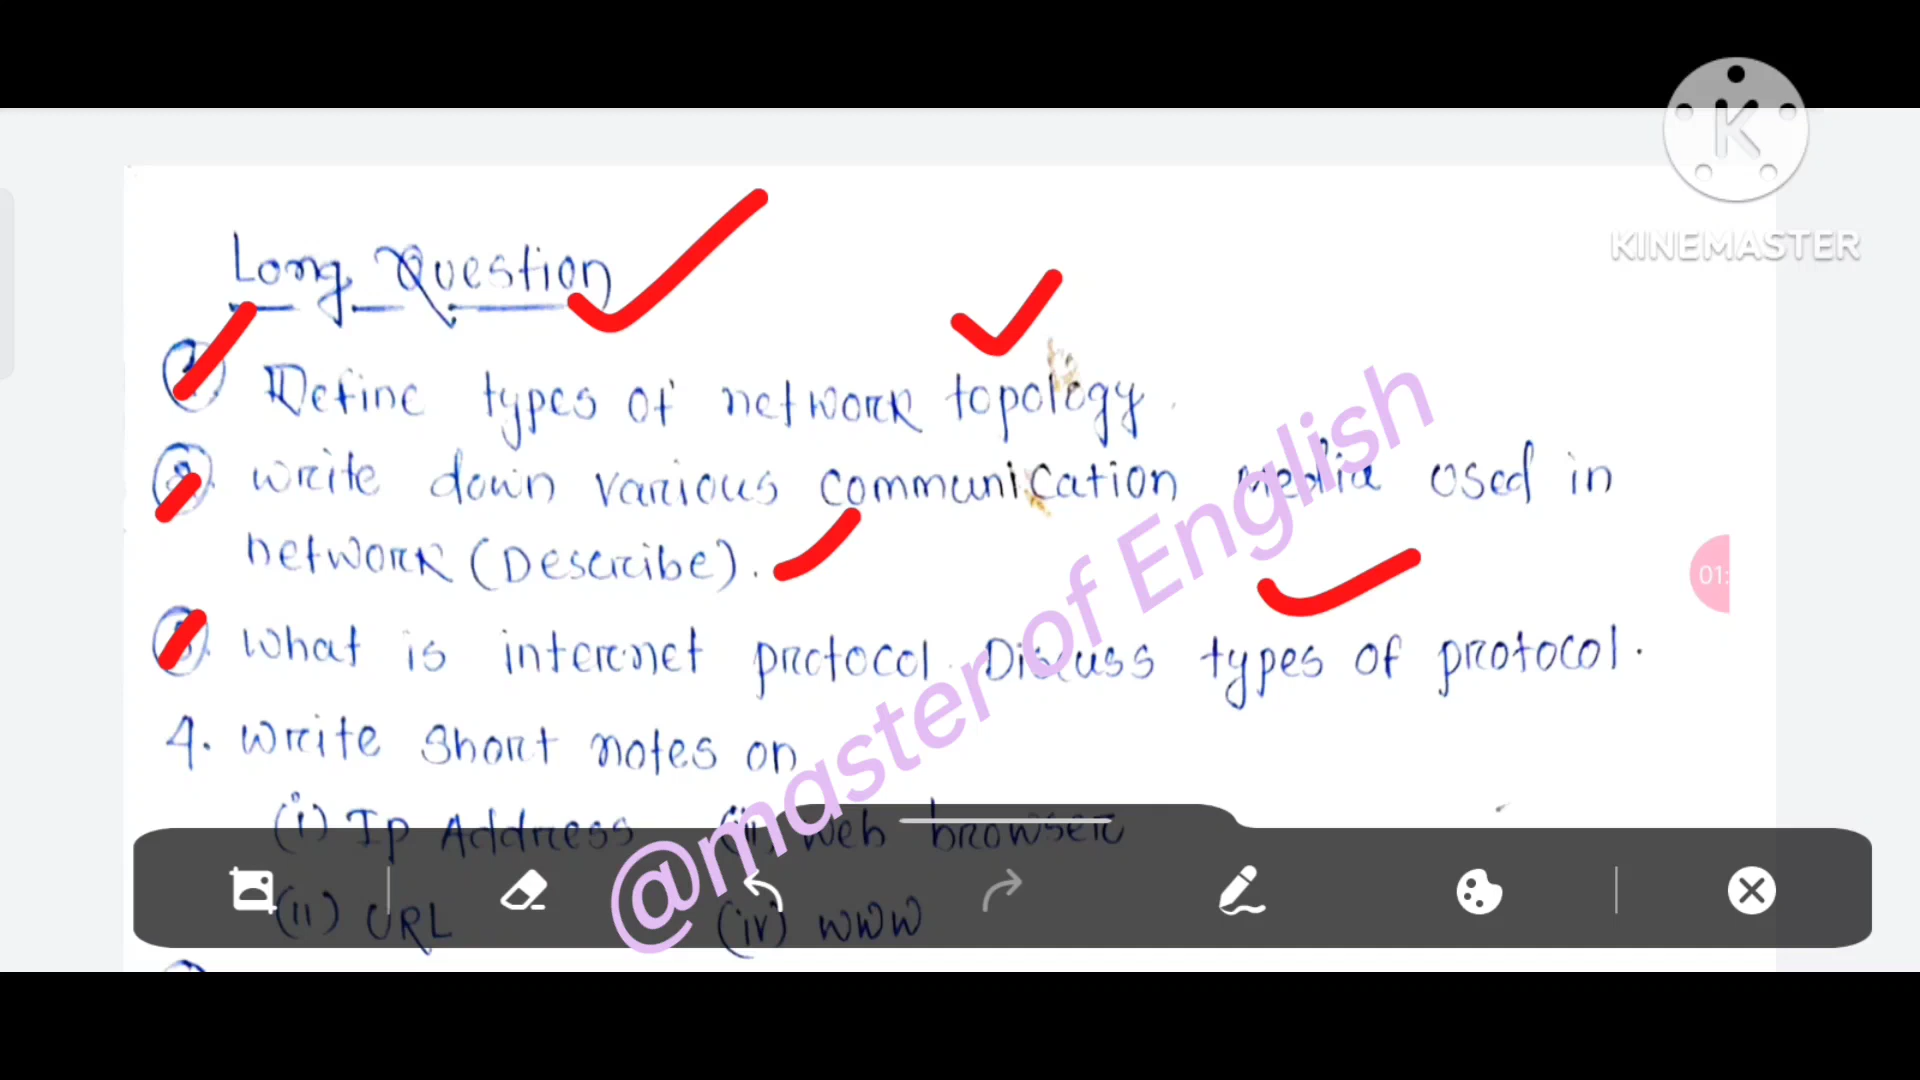 KINEMASTER
Long Question
1 Define types of network topology.
2. Write down various communication media used in
network (Describe).
01:
3. What is internet protocol. Discuss types of protocol.
4. Write short notes on
(i) Ip Address (iii) Web browser
(ii) URL (iv) WWW
@master of English